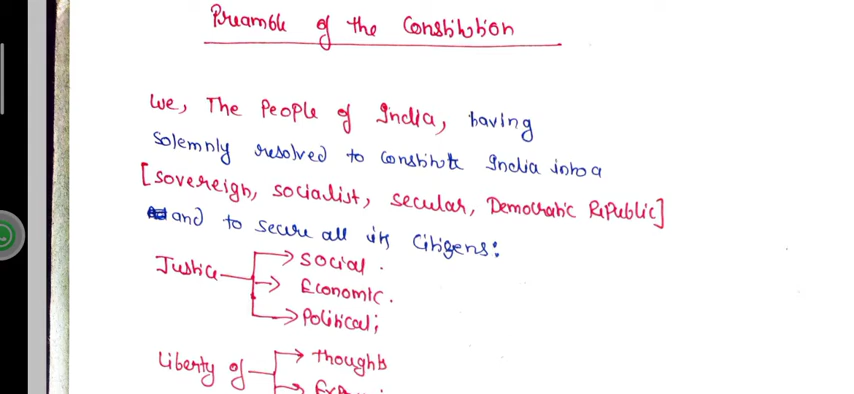 Preamble of the Constitution
We, The People of India, having
solemnly resolved to constitute India into a
[sovereign, socialist, secular, Democratic Republic]
and to secure all its Citizens:
Justice → social.
→ Economic.
→ Political;
Liberty of → Thoughts
→